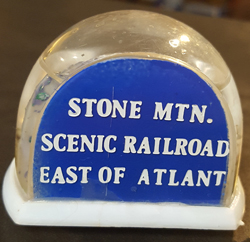 STONE MTN.
SCENIC RAILROAD
EAST OF ATLANT